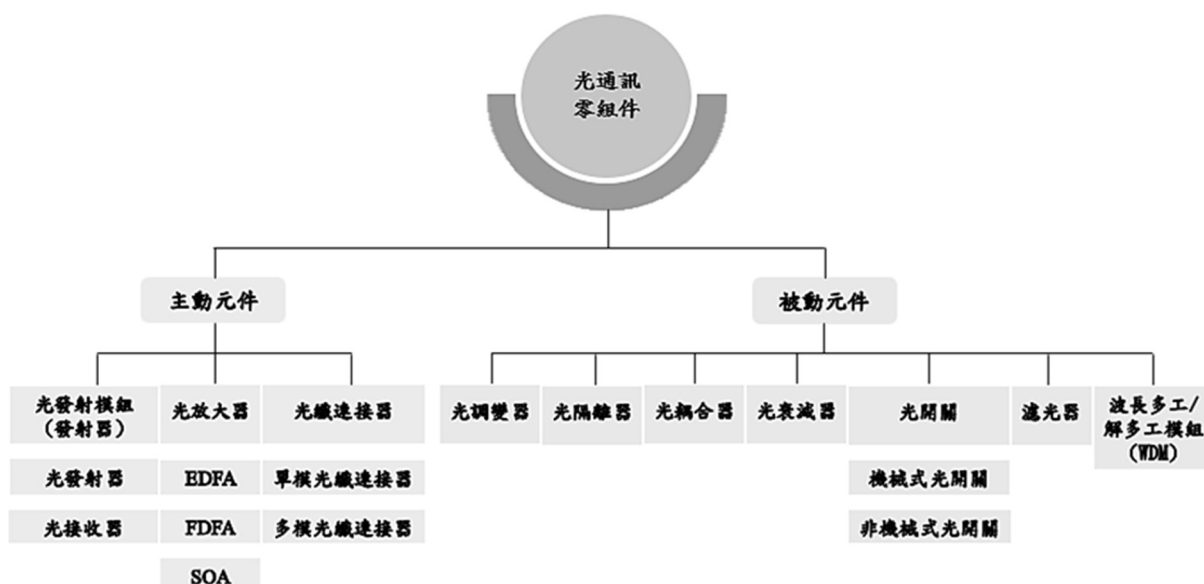 光通訊
零組件
主動元件
被動元件
光發射模組
(發射器)
光放大器
光纖連接器
光發射器
EDFA
單模光纖連接器
光接收器
FDFA
多模光纖連接器
SOA
光調變器
光隔離器
光耦合器
光衰減器
光開關
濾光器
波長多工/
解多工模組
(WDM)
機械式光開關
非機械式光開關